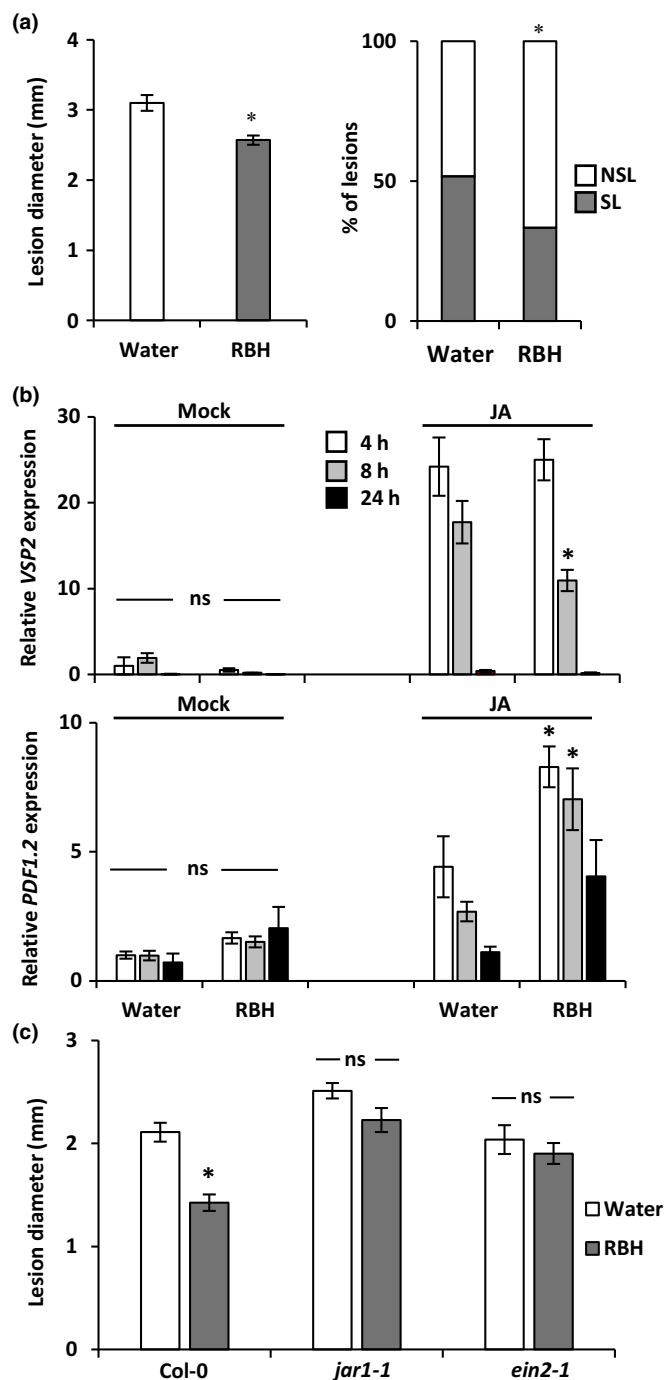 (a)
Lesion diameter (mm)
4
3
2
1
0
*
Water RBH
% of lesions
100
50
0
*
NSL
SL
Water RBH
(b)
Relative VSP2 expression
30
20
10
0
Mock
JA
4 h
8 h
24 h
ns
*
Relative PDF1.2 expression
10
5
0
Mock
JA
ns
* *
Water RBH Water RBH
(c)
Lesion diameter (mm)
3
2
1
0
*
ns
ns
Water
RBH
Col-0 jar1-1 ein2-1